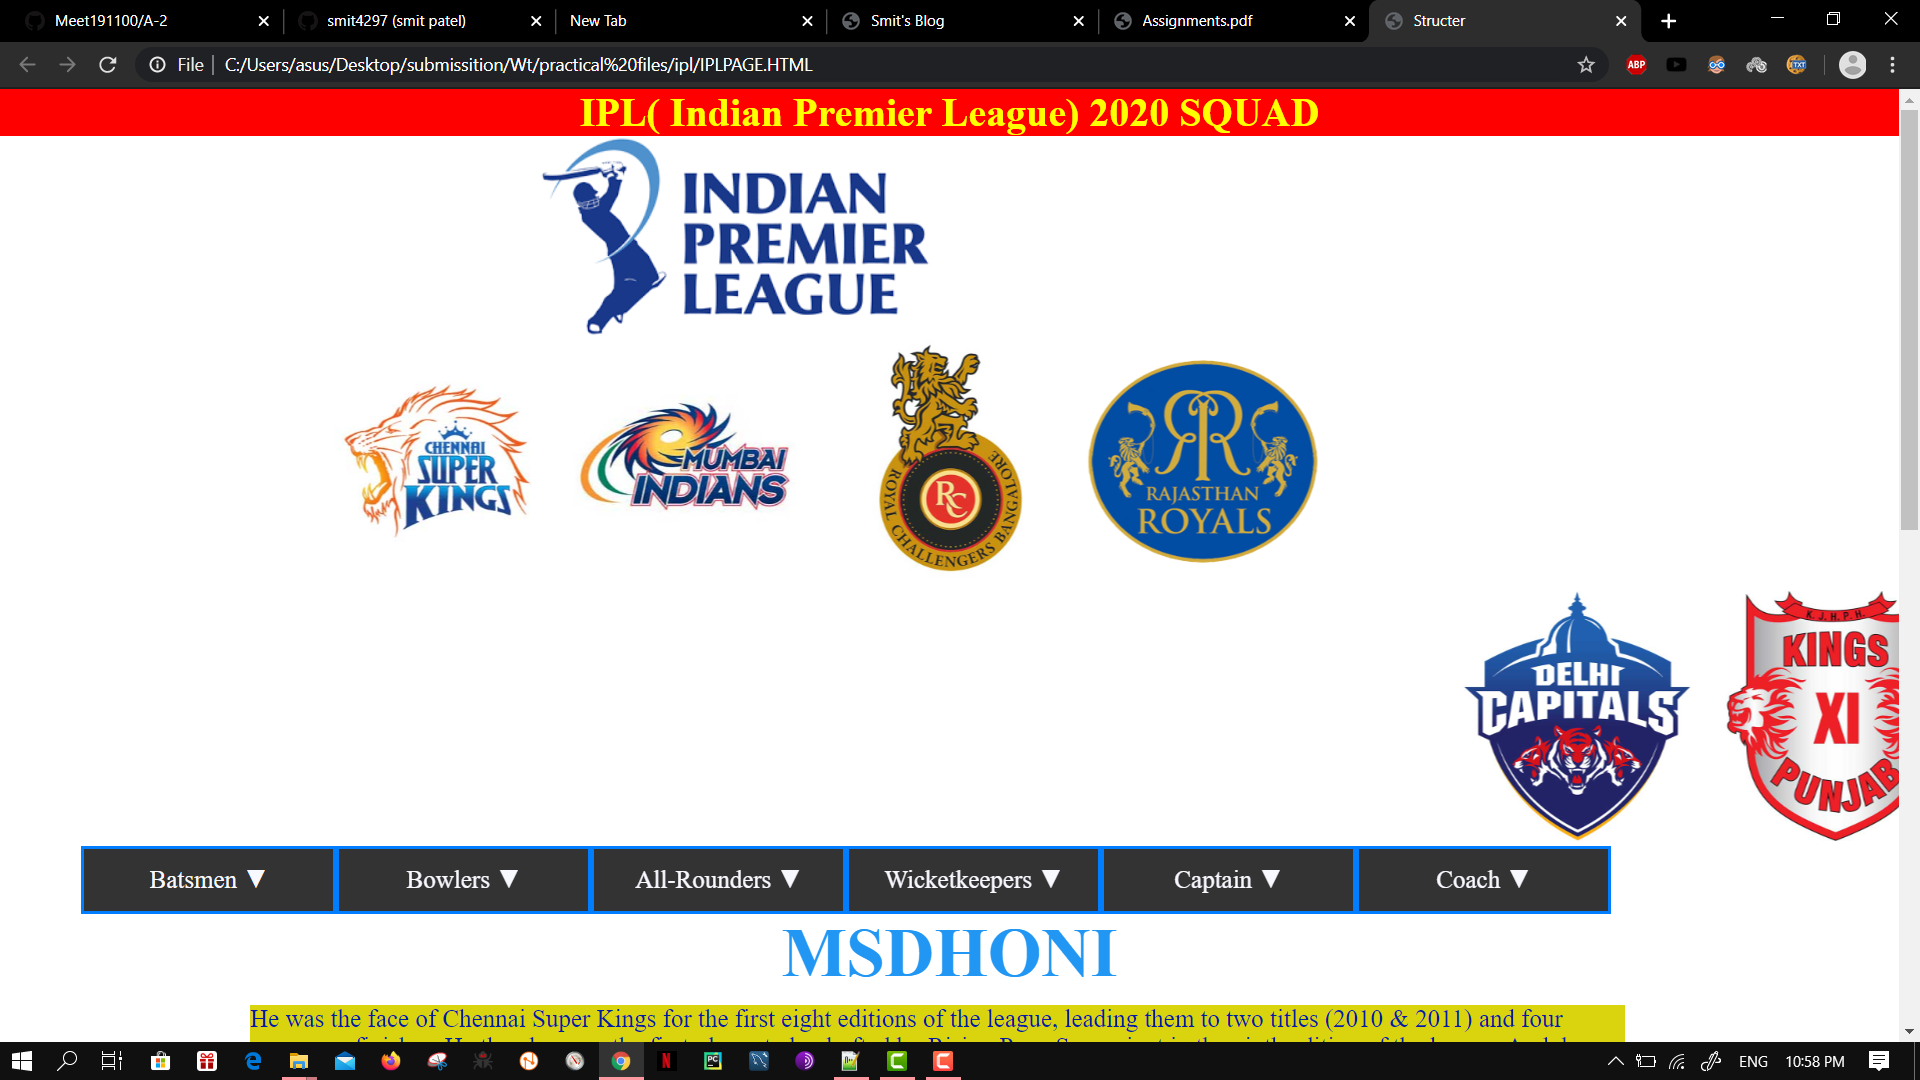 Meet191100/A-2
smit4297 (smit patel)
New Tab
Smit's Blog
Assignments.pdf
Structer
File
C:/Users/asus/Desktop/submissition/Wt/practical%20files/ipl/IPLPAGE.HTML
ABP
TXT
IPL( Indian Premier League) 2020 SQUAD
INDIAN
PREMIER
LEAGUE
CHENNAI
SUPER
KINGS
MUMBAI
INDIANS
RC
ROYAL CHALLENGERS BANGALORE
RR
RAJASTHAN
ROYALS
DELHI
CAPITALS
K.J.H.P.H.
KINGS
XI
PUNJAB
Batsmen ▼
Bowlers ▼
All-Rounders ▼
Wicketkeepers ▼
Captain ▼
Coach ▼
MSDHONI
He was the face of Chennai Super Kings for the first eight editions of the league, leading them to two titles (2010 & 2011) and four
ENG
10:58 PM